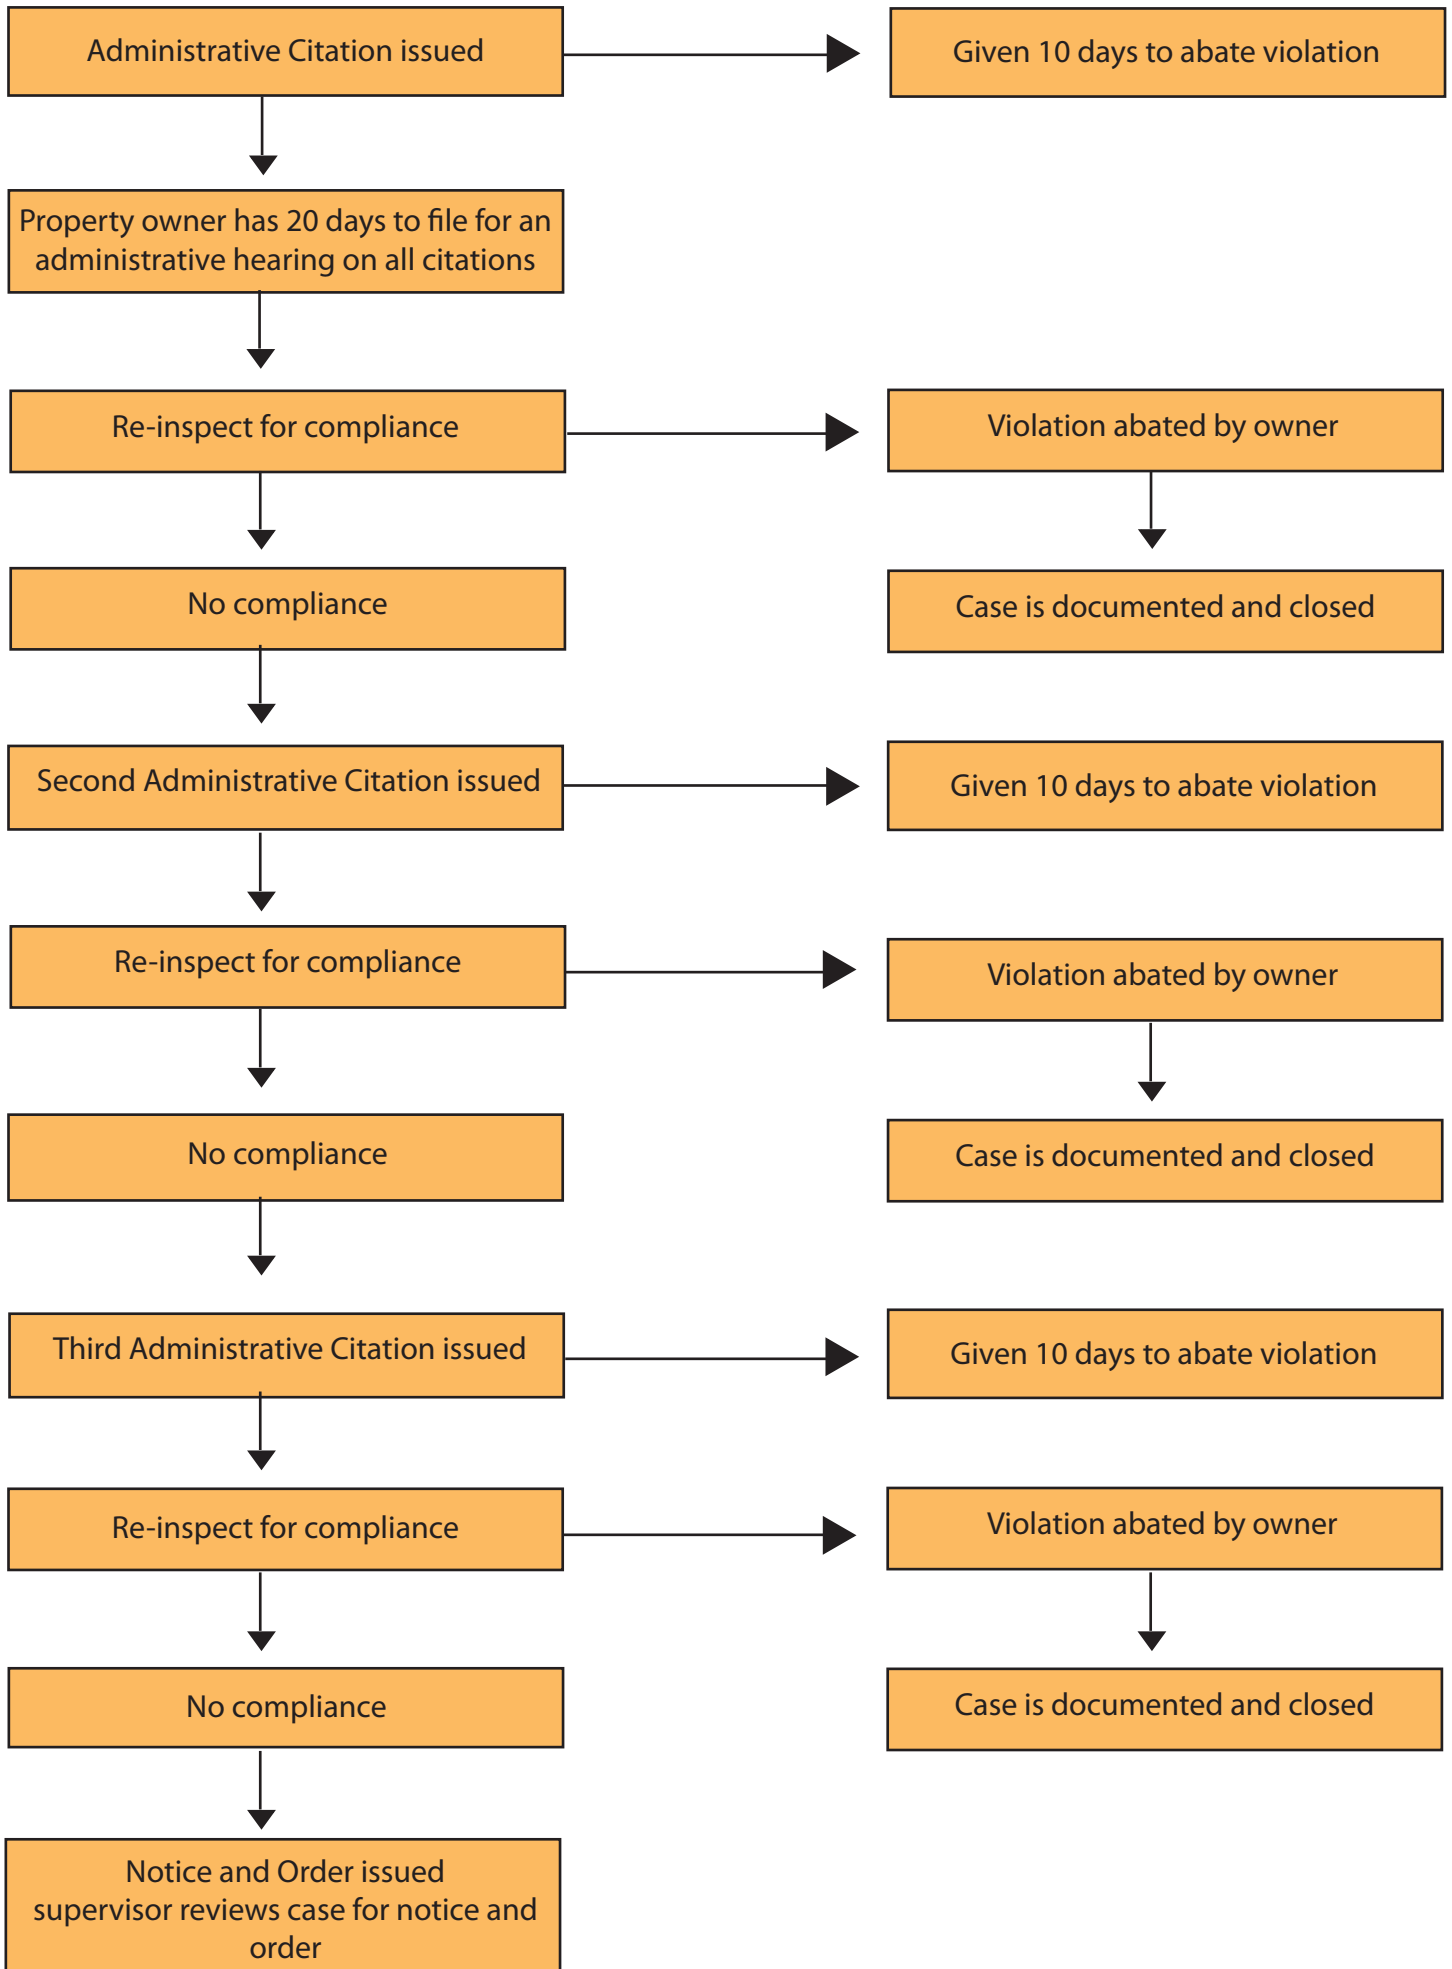 Administrative Citation issued
Given 10 days to abate violation
Property owner has 20 days to file for an
administrative hearing on all citations
Re-inspect for compliance
Violation abated by owner
No compliance
Case is documented and closed
Second Administrative Citation issued
Given 10 days to abate violation
Re-inspect for compliance
Violation abated by owner
No compliance
Case is documented and closed
Third Administrative Citation issued
Given 10 days to abate violation
Re-inspect for compliance
Violation abated by owner
No compliance
Case is documented and closed
Notice and Order issued
supervisor reviews case for notice and
order